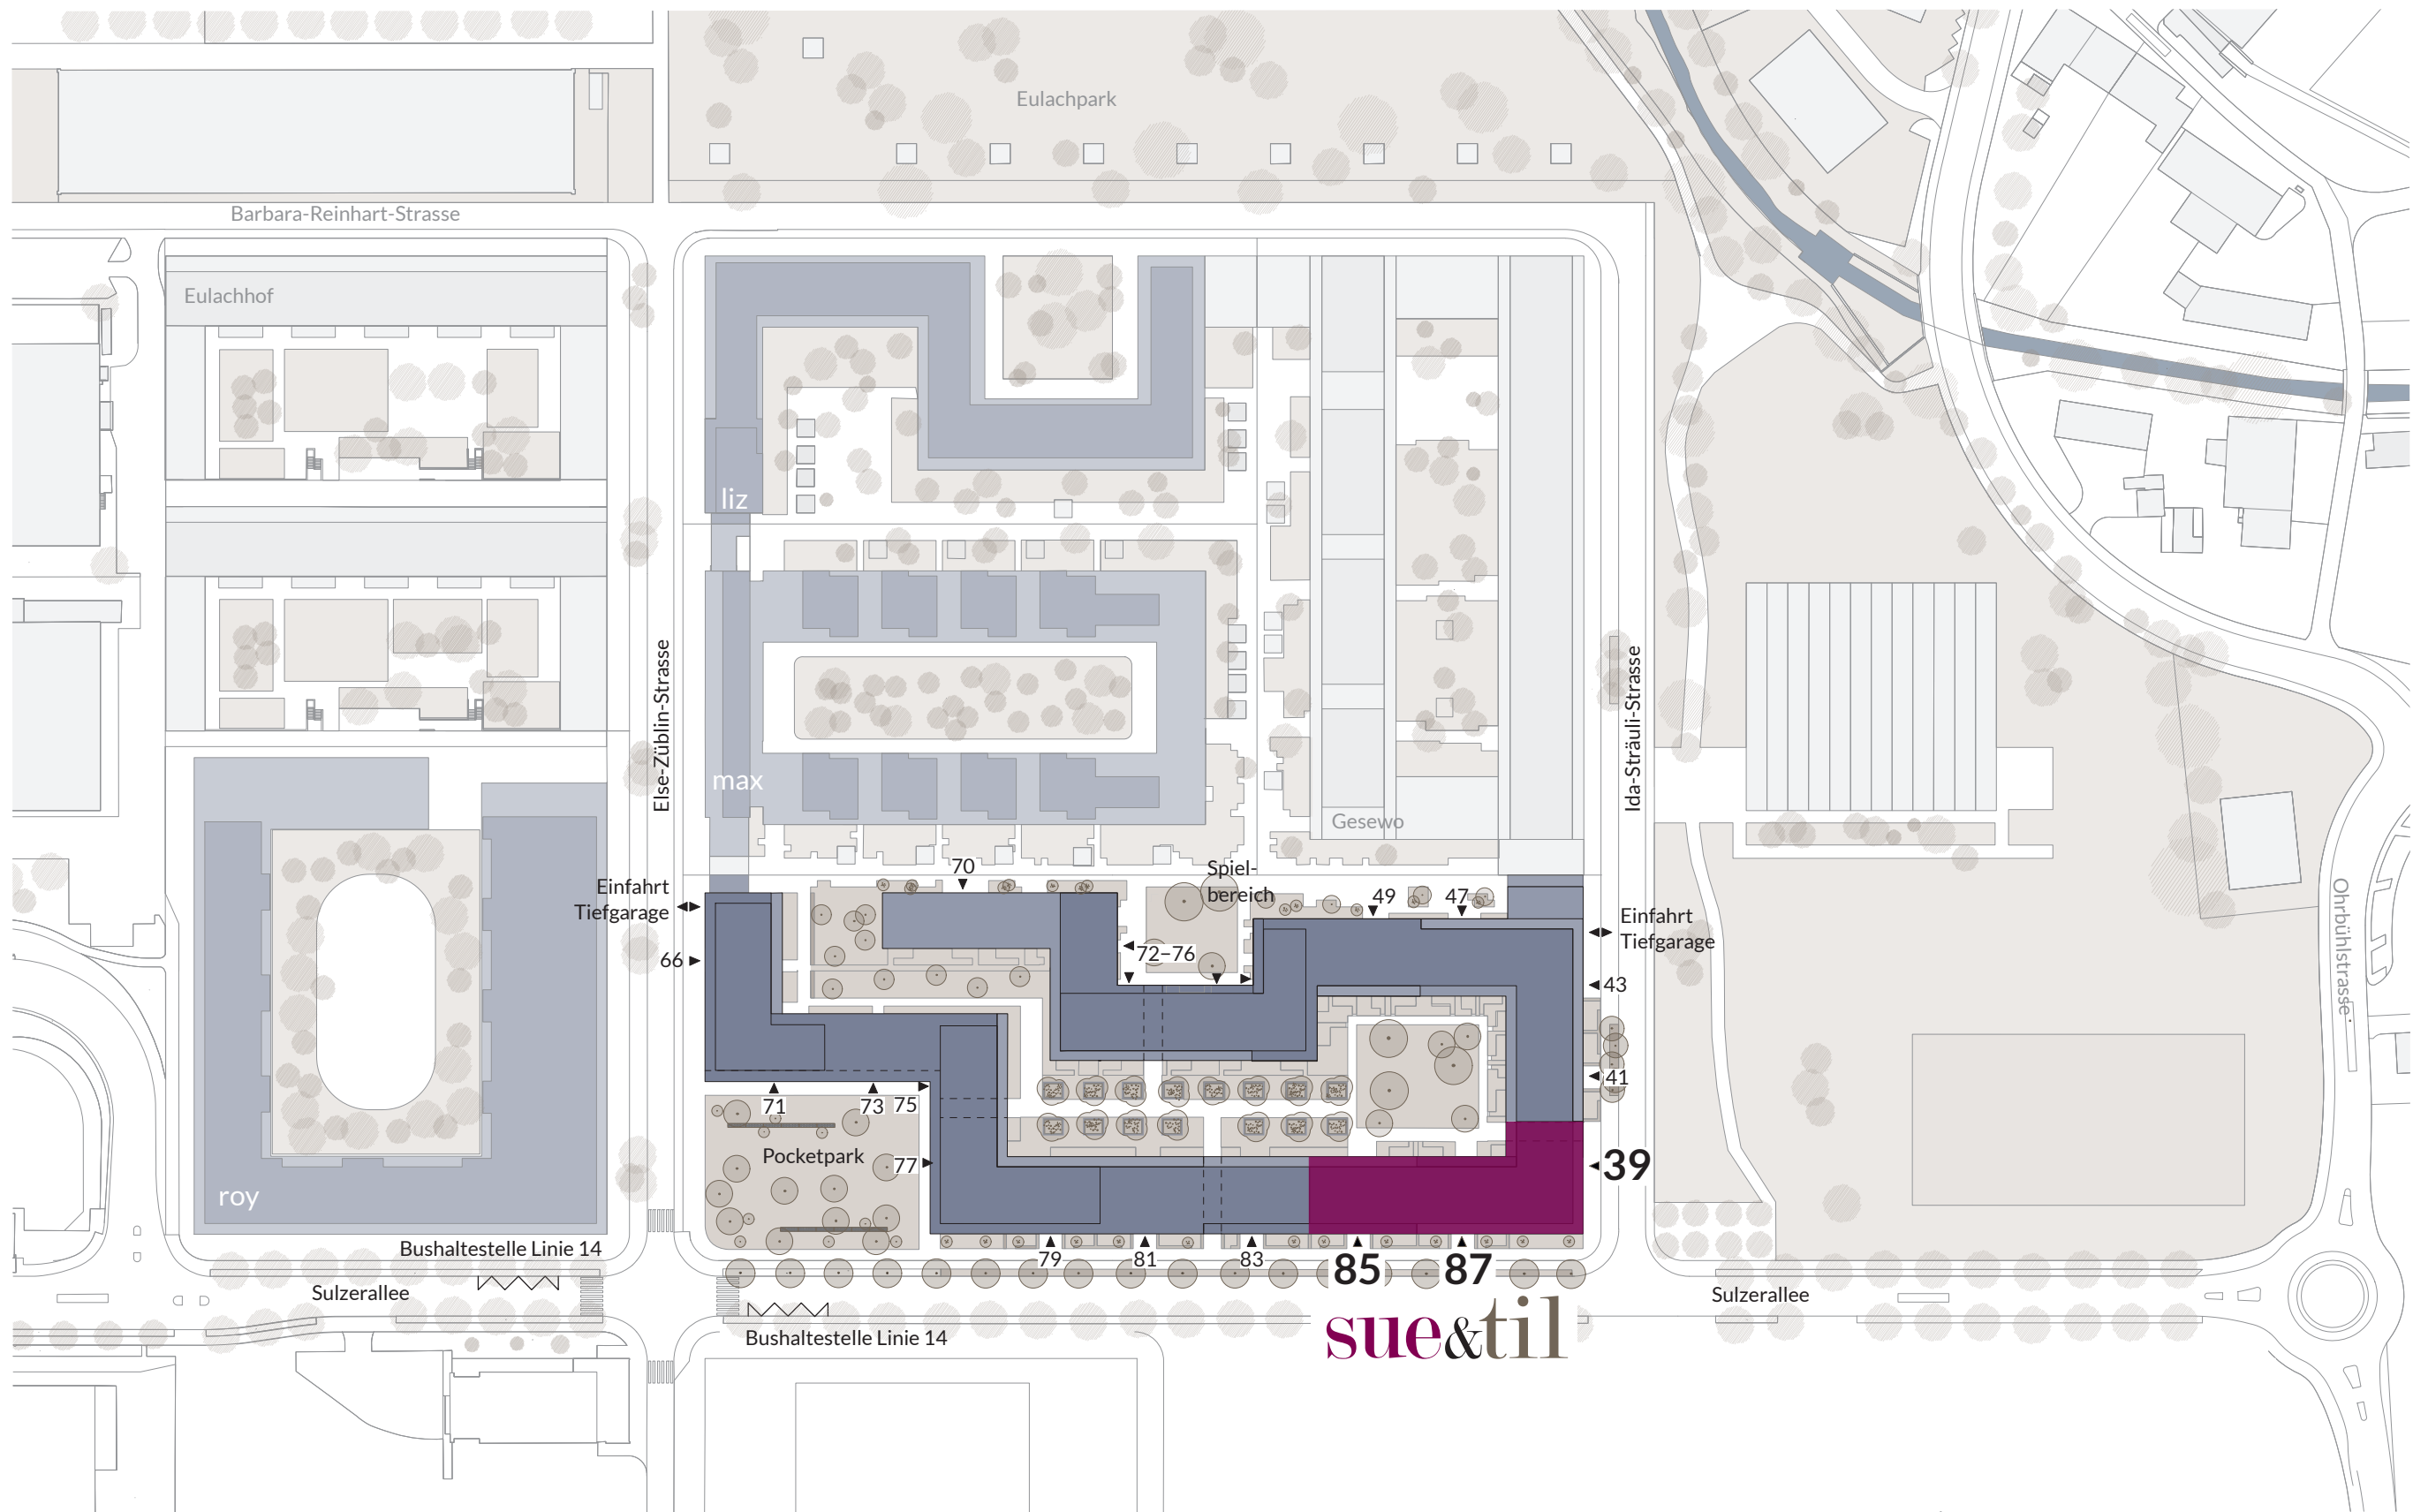 Eulachpark
Barbara-Reinhart-Strasse
Eulachhof
liz
Else-Züblin-Strasse
Ida-Sträuli-Strasse
max
Gesewo
70
Spiel-
bereich
Einfahrt
Tiefgarage
49
47
Einfahrt
Tiefgarage
Ohrbühlstrasse
66
72–76
43
41
71
73
75
Pocketpark
77
39
roy
Bushaltestelle Linie 14
79
81
83
85
87
Sulzerallee
Sulzerallee
Bushaltestelle Linie 14
sue&til